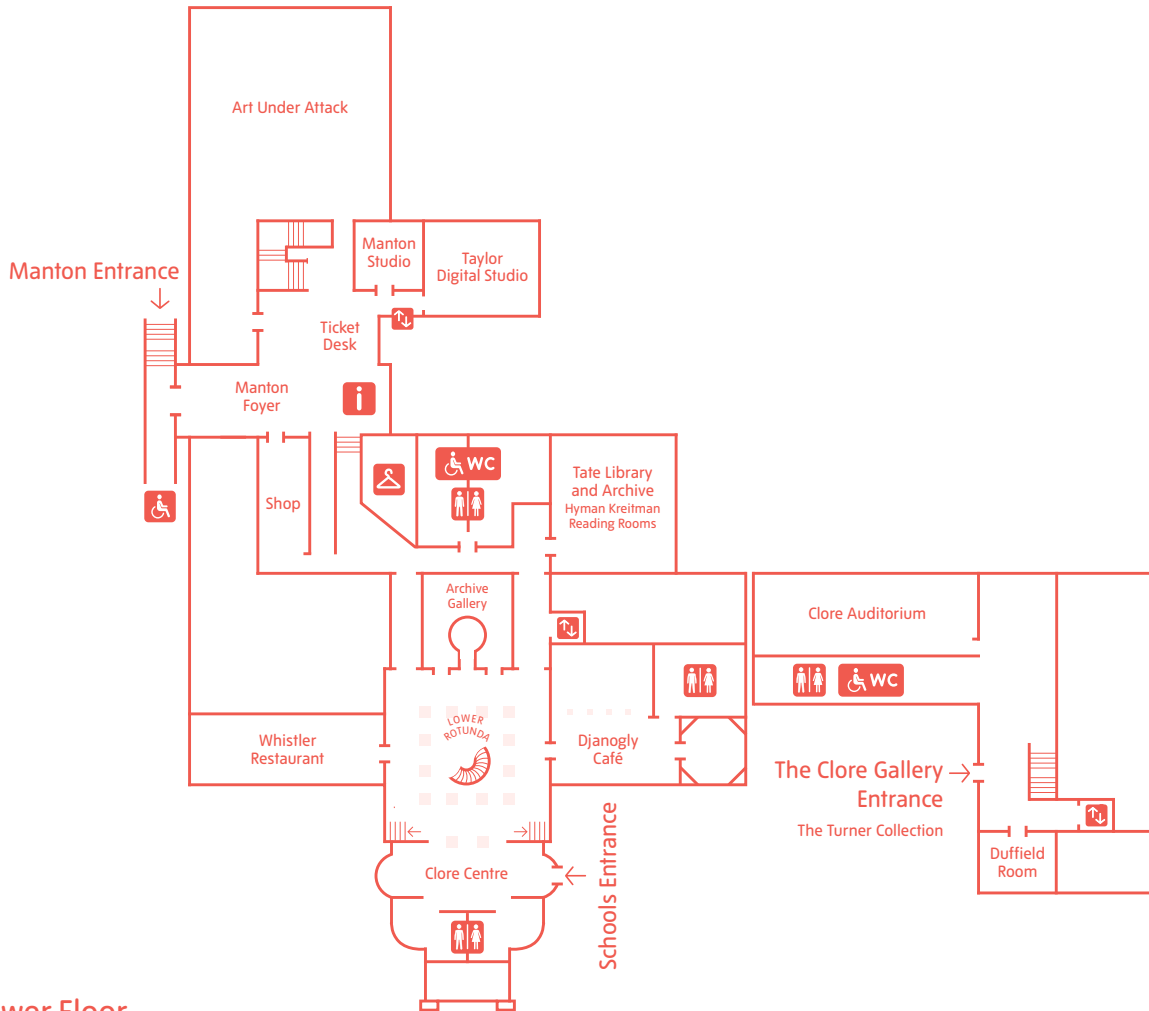 Art Under Attack
Manton
Studio
Taylor
Digital Studio
Manton Entrance
Ticket
Desk
Manton
Foyer
i
WC
Shop
Tate Library
and Archive
Hyman Kreitman
Reading Rooms
Archive
Gallery
Clore Auditorium
WC
LOWER
ROTUNDA
Whistler
Restaurant
Djanogly
Café
The Clore Gallery
Entrance
The Turner Collection
Schools Entrance
Duffield
Room
Clore Centre
wer Floor